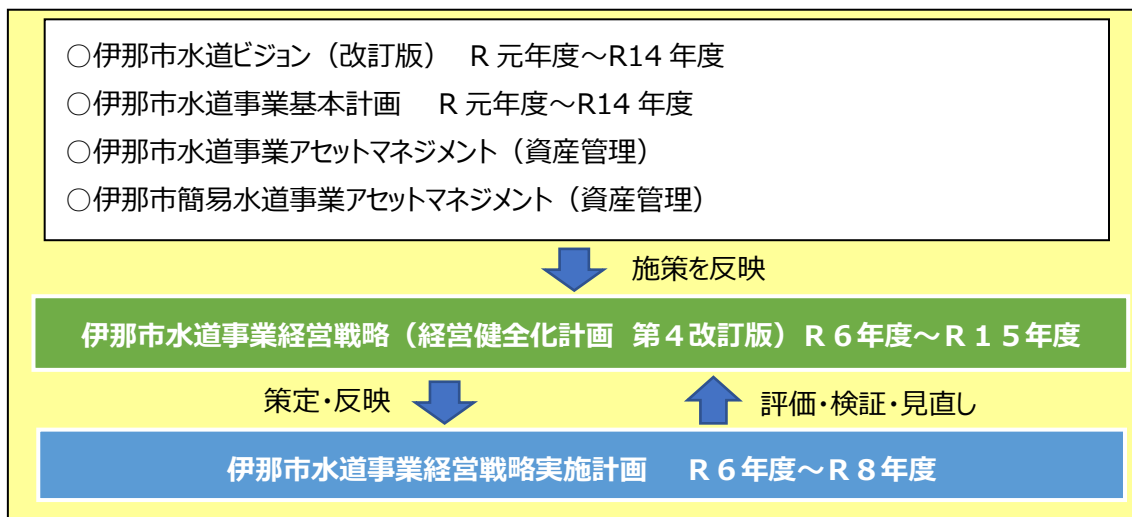 ○伊那市水道ビジョン（改訂版）　R 元年度～R14 年度
○伊那市水道事業基本計画　R 元年度～R14 年度
○伊那市水道事業アセットマネジメント（資産管理）
○伊那市簡易水道事業アセットマネジメント（資産管理）
施策を反映
伊那市水道事業経営戦略（経営健全化計画　第４改訂版）Ｒ６年度～Ｒ１５年度
策定・反映
評価・検証・見直し
伊那市水道事業経営戦略実施計画　Ｒ６年度～Ｒ８年度